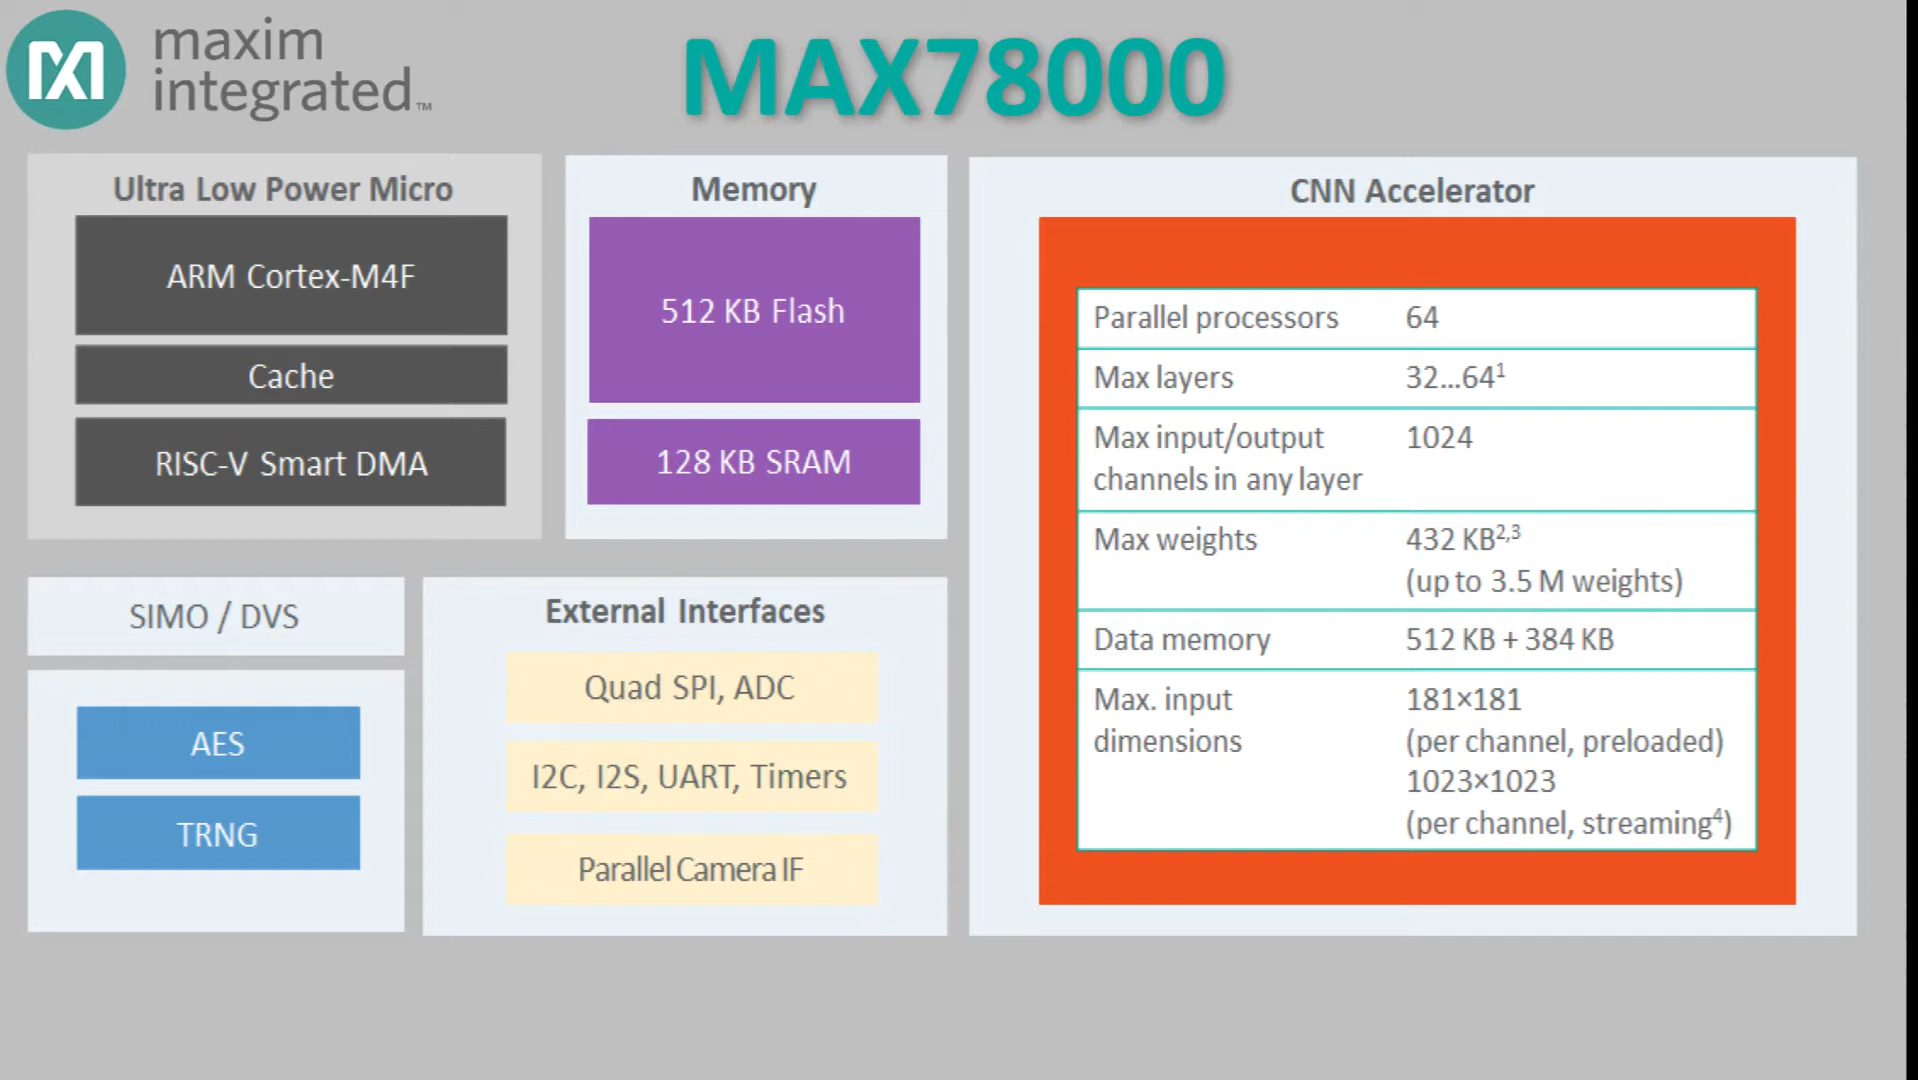 maxim
integrated™
MAX78000
Ultra Low Power Micro
ARM Cortex-M4F
Cache
RISC-V Smart DMA
Memory
512 KB Flash
128 KB SRAM
SIMO / DVS
AES
TRNG
External Interfaces
Quad SPI, ADC
I2C, I2S, UART, Timers
Parallel Camera IF
CNN Accelerator
Parallel processors 64
Max layers 32...64¹
Max input/output 1024
channels in any layer
Max weights 432 KB²,³
(up to 3.5 M weights)
Data memory 512 KB + 384 KB
Max. input 181×181
dimensions (per channel, preloaded)
1023×1023
(per channel, streaming⁴)